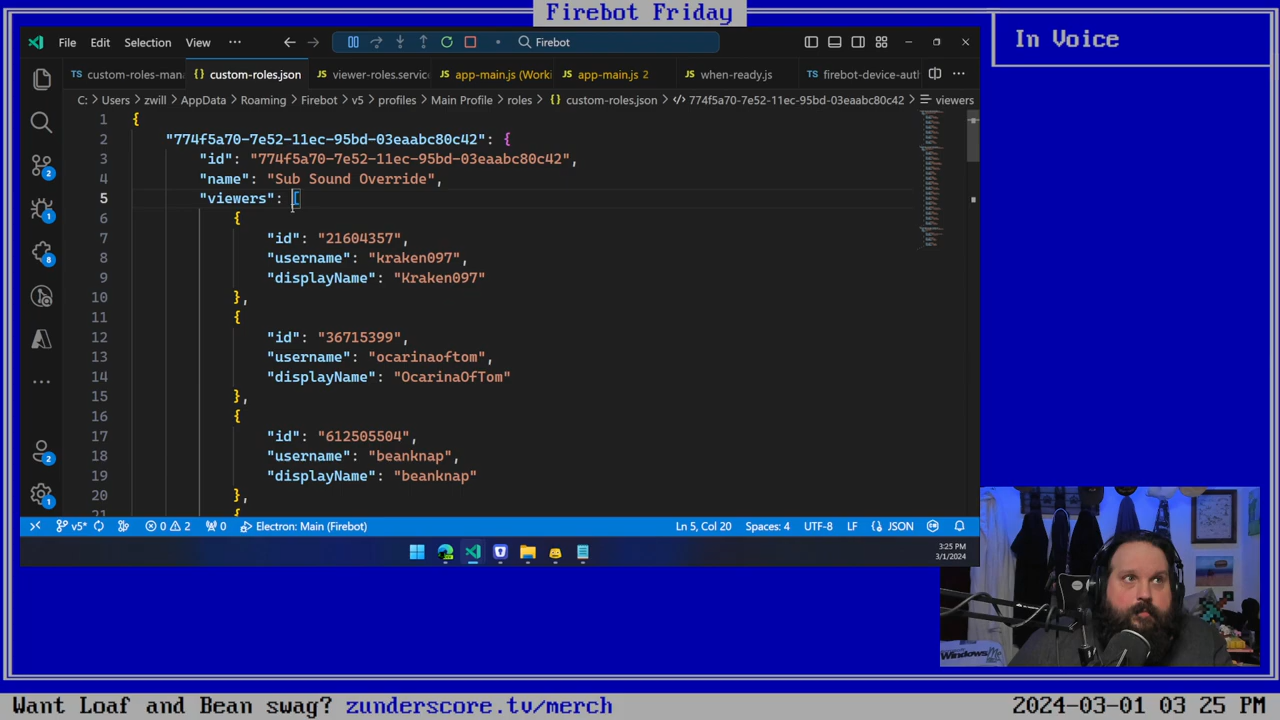 Firebot Friday
In Voice
File Edit Selection View ... Firebot
custom-roles-mana custom-roles.json viewer-roles.servic app-main.js (Worki app-main.js 2 when-ready.js firebot-device-auth
C: > Users > zwill > AppData > Roaming > Firebot > v5 > profiles > Main Profile > roles > custom-roles.json > 774f5a70-7e52-11ec-95bd-03eaabc80c42 > viewers
1 {
2 "774f5a70-7e52-11ec-95bd-03eaabc80c42": {
3 "id": "774f5a70-7e52-11ec-95bd-03eaabc80c42",
4 "name": "Sub Sound Override",
5 "viewers": [
6 {
7 "id": "21604357",
8 "username": "kraken097",
9 "displayName": "Kraken097"
10 },
11 {
12 "id": "36715399",
13 "username": "ocarinaoftom",
14 "displayName": "OcarinaOfTom"
15 },
16 {
17 "id": "612505504",
18 "username": "beanknap",
19 "displayName": "beanknap"
20 },
21 {
v5* 0 2 0 Electron: Main (Firebot) Ln 5, Col 20 Spaces: 4 UTF-8 LF JSON
3:25 PM
3/1/2024
Windows Me
Want Loaf and Bean swag? zunderscore.tv/merch 2024-03-01 03 25 PM